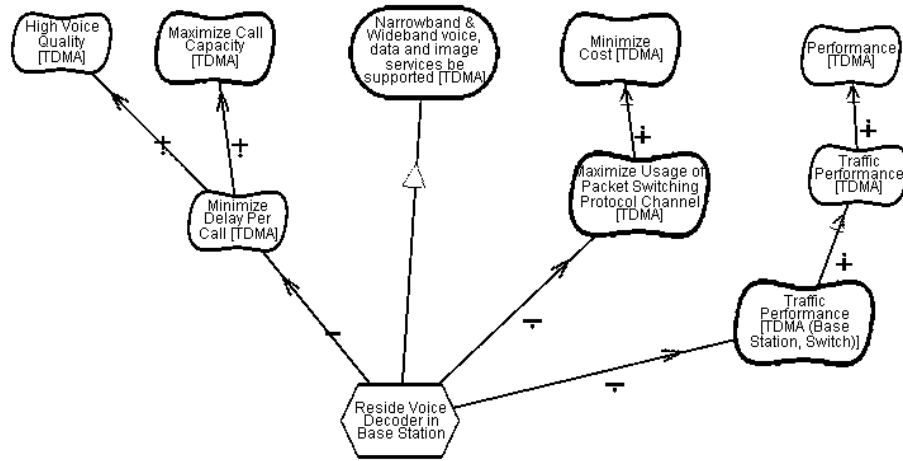 High Voice
Quality
[TDMA]
Maximize Call
Capacity
[TDMA]
Narrowband &
Wideband voice,
data and image
services be
supported [TDMA]
Minimize
Cost [TDMA]
Performance
[TDMA]
Minimize
Delay Per
Call [TDMA]
Maximize Usage of
Packet Switching
Protocol Channel
[TDMA]
Traffic
Performance
[TDMA]
Traffic
Performance
[TDMA (Base
Station, Switch)]
Reside Voice
Decoder in
Base Station